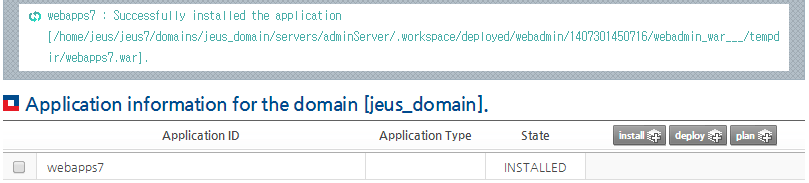 webapps7 : Successfully installed the application
[/home/jeus/jeus7/domains/jeus_domain/servers/adminServer/.workspace/deployed/webadmin/1407301450716/webadmin_war___/tempd
ir/webapps7.war].
Application information for the domain [jeus_domain].
Application ID Application Type State install deploy plan
webapps7 INSTALLED